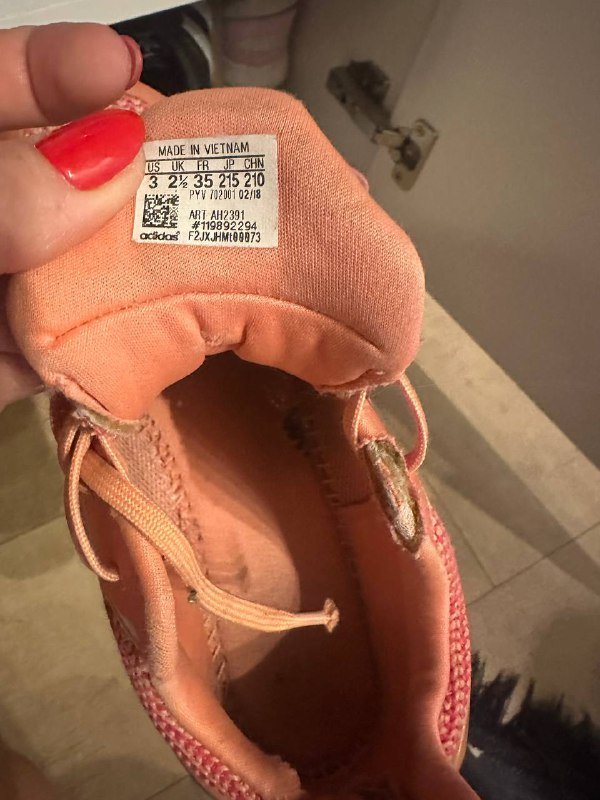 MADE IN VIETNAM
US UK FR JP CHN
3 2½ 35 215 210
PYV 702001 02/18
ART AH2391
#119892294
adidas F2JXJHMt00073